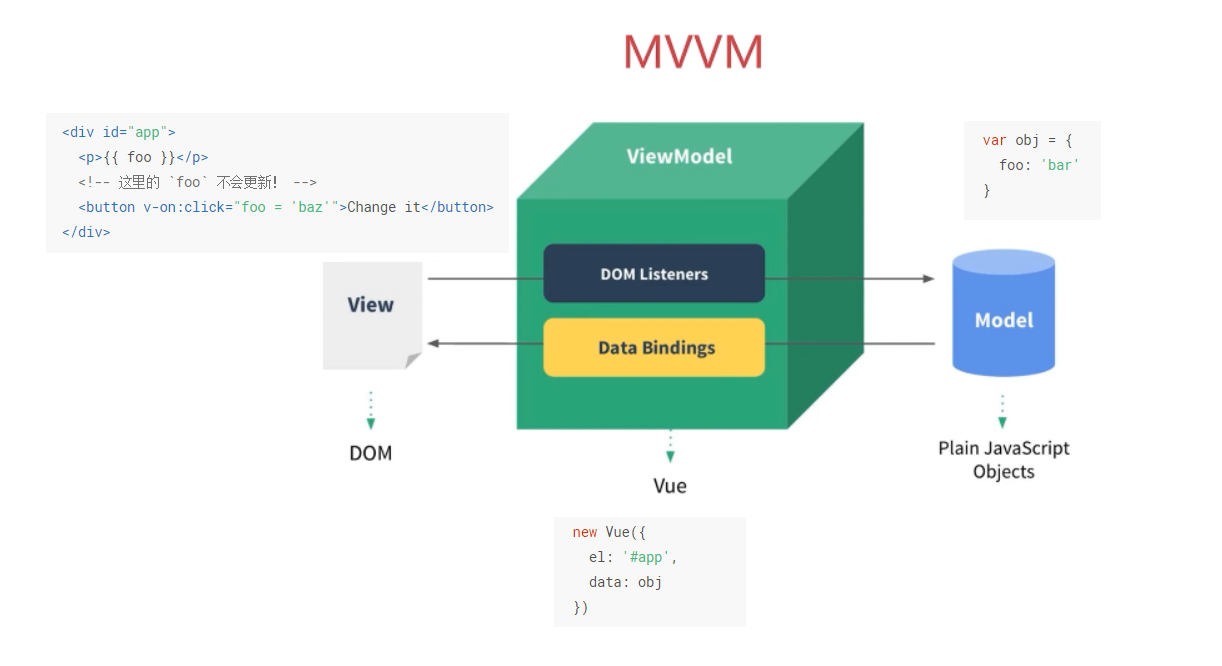 MVVM
<div id="app">
  <p>{{ foo }}</p>
  <!-- 这里的 `foo` 不会更新! -->
  <button v-on:click="foo = 'baz'">Change it</button>
</div>
ViewModel
var obj = {
  foo: 'bar'
}
View
DOM Listeners
Data Bindings
Model
DOM
Vue
Plain JavaScript
Objects
new Vue({
  el: '#app',
  data: obj
})